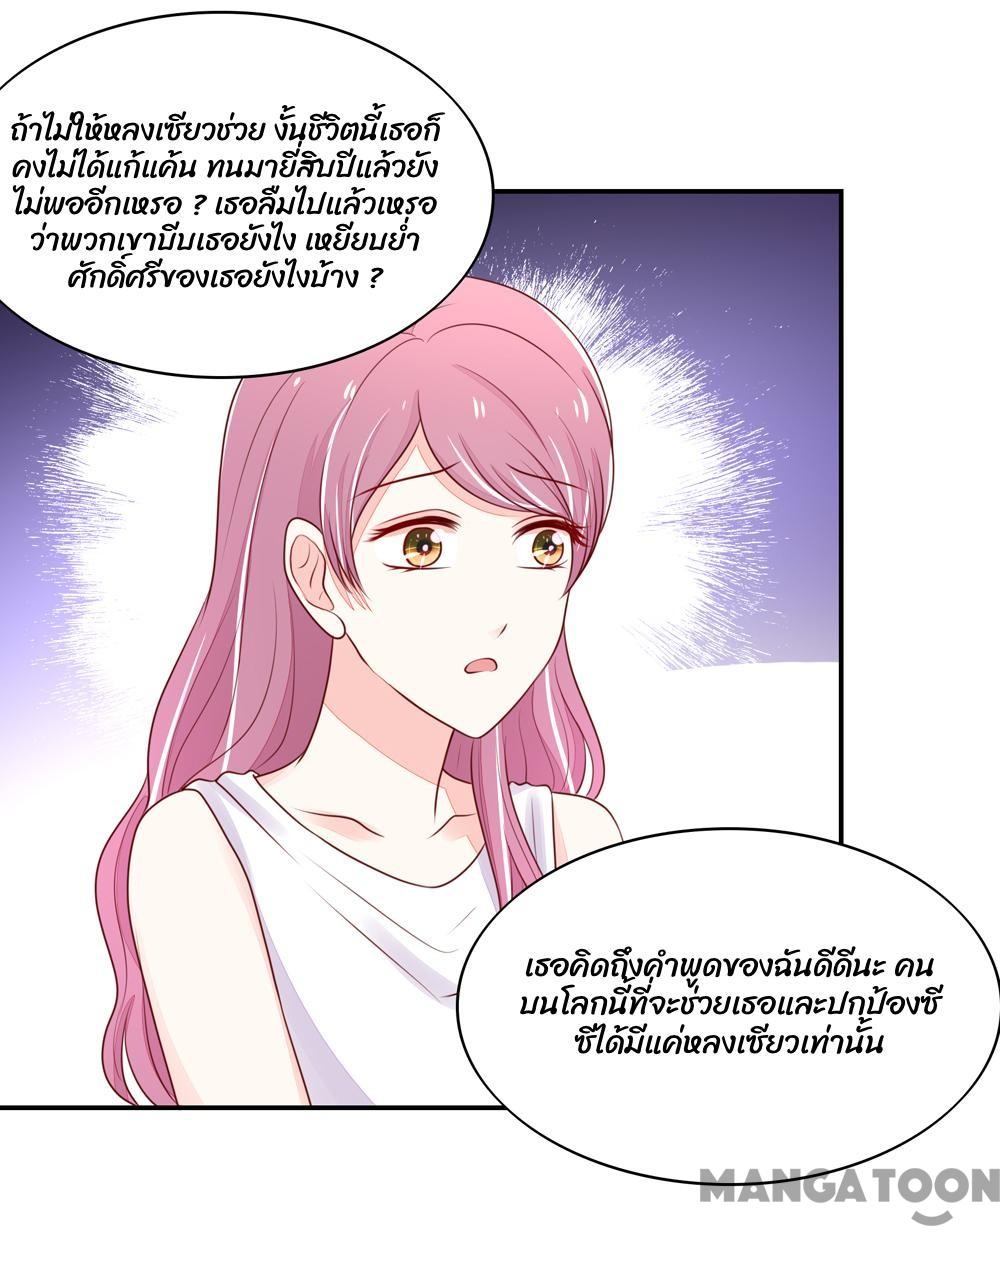 ถ้าไม่ให้หลงเซียวช่วย งั้นชีวิตนี้เธอก็
คงไม่ได้แก้แค้น ทนมายี่สิบปีแล้วยัง
ไม่พออีกเหรอ ? เธอลืมไปแล้วเหรอ
ว่าพวกเขาบีบเธอยังไง เหยียบย่ำ
ศักดิ์ศรีของเธอยังไงบ้าง ?
เธอคิดถึงคำพูดของฉันดีดีนะ คน
บนโลกนี้ที่จะช่วยเธอและปกป้องซี
ซีได้มีแค่หลงเซียวเท่านั้น
MANGATOON